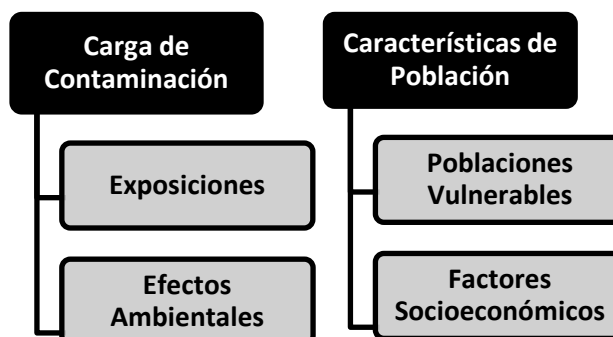 Carga de
Contaminación
Exposiciones
Efectos
Ambientales
Características de
Población
Poblaciones
Vulnerables
Factores
Socioeconómicos